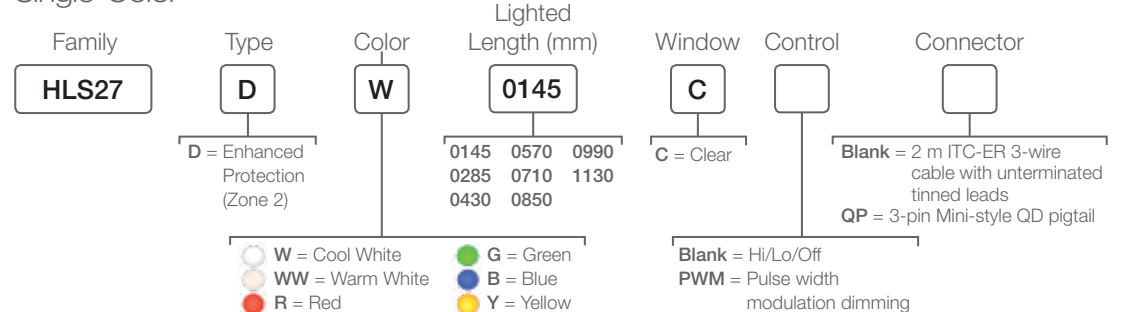 Single-Color
Family
Type
Color
Lighted
Length (mm)
Window
Control
Connector
HLS27
D
W
0145
C
D = Enhanced
Protection
(Zone 2)
0145 0570 0990
0285 0710 1130
0430 0850
C = Clear
Blank = 2 m ITC-ER 3-wire
cable with unterminated
tinned leads
QP = 3-pin Mini-style QD pigtail
W = Cool White
WW = Warm White
R = Red
G = Green
B = Blue
Y = Yellow
Blank = Hi/Lo/Off
PWM = Pulse width
modulation dimming